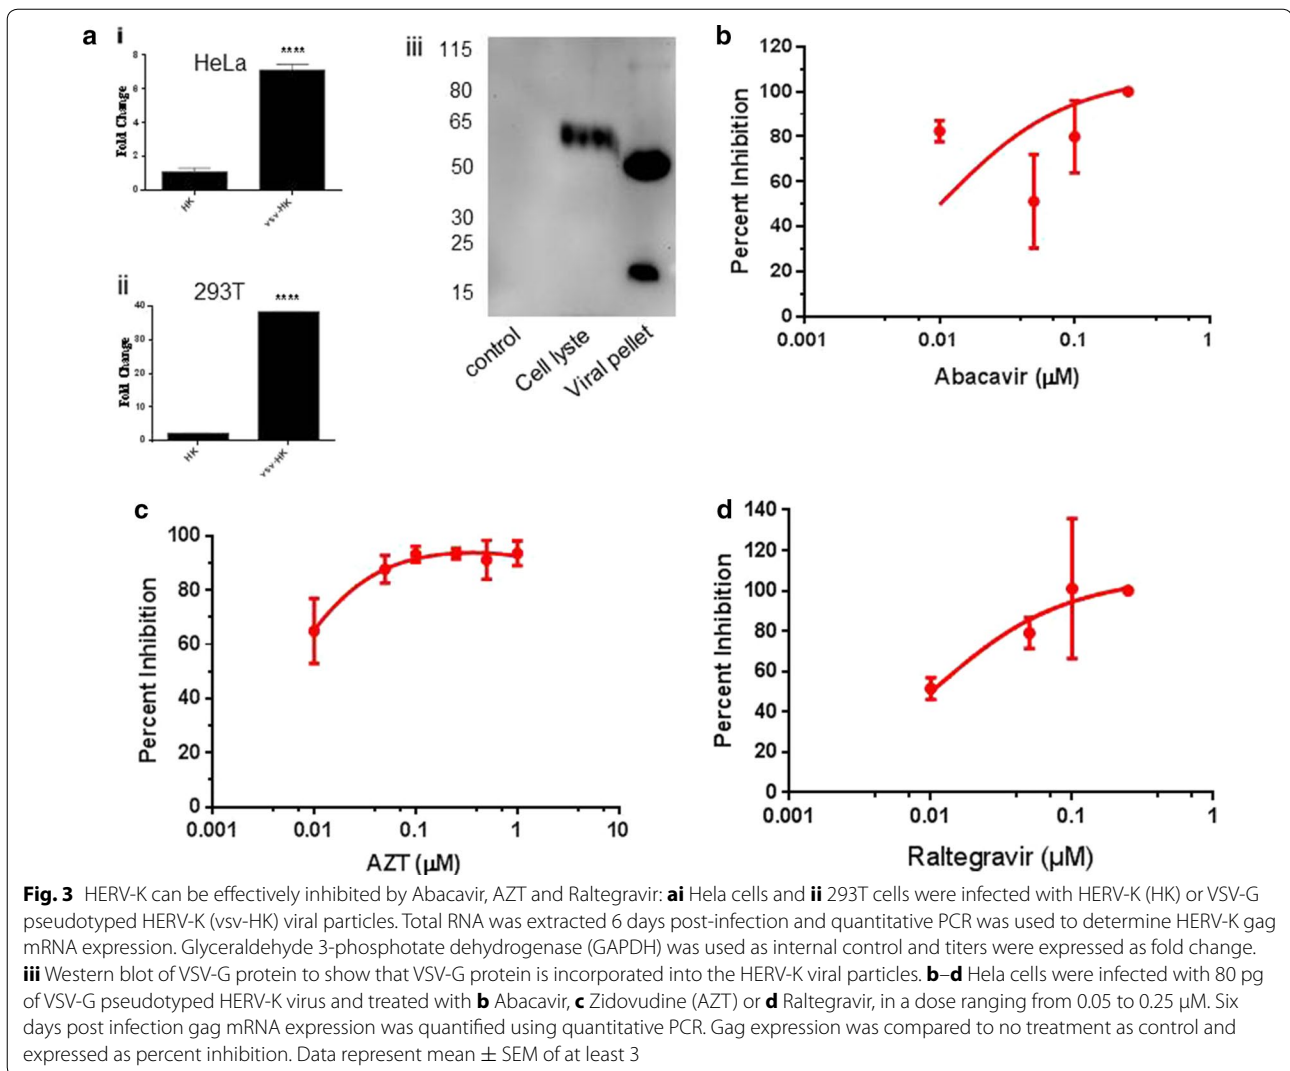 a i
HeLa
****
Fold Change
8
6
4
2
0
HK
vsv-HK
ii
293T
****
Fold Change
40
30
20
10
0
HK
vsv-HK
iii
115
80
65
50
30
25
15
control
Cell lyste
Viral pellet
b
Percent Inhibition
120
100
80
60
40
20
0
0.001 0.01 0.1 1
Abacavir (µM)
c
Percent Inhibition
100
80
60
40
20
0
0.001 0.01 0.1 1 10
AZT (µM)
d
Percent Inhibition
140
120
100
80
60
40
20
0
0.001 0.01 0.1 1
Raltegravir (µM)
Fig. 3 HERV-K can be effectively inhibited by Abacavir, AZT and Raltegravir: ai Hela cells and ii 293T cells were infected with HERV-K (HK) or VSV-G
pseudotyped HERV-K (vsv-HK) viral particles. Total RNA was extracted 6 days post-infection and quantitative PCR was used to determine HERV-K gag
mRNA expression. Glyceraldehyde 3-phosphotate dehydrogenase (GAPDH) was used as internal control and titers were expressed as fold change.
iii Western blot of VSV-G protein to show that VSV-G protein is incorporated into the HERV-K viral particles. b–d Hela cells were infected with 80 pg
of VSV-G pseudotyped HERV-K virus and treated with b Abacavir, c Zidovudine (AZT) or d Raltegravir, in a dose ranging from 0.05 to 0.25 µM. Six
days post infection gag mRNA expression was quantified using quantitative PCR. Gag expression was compared to no treatment as control and
expressed as percent inhibition. Data represent mean ± SEM of at least 3